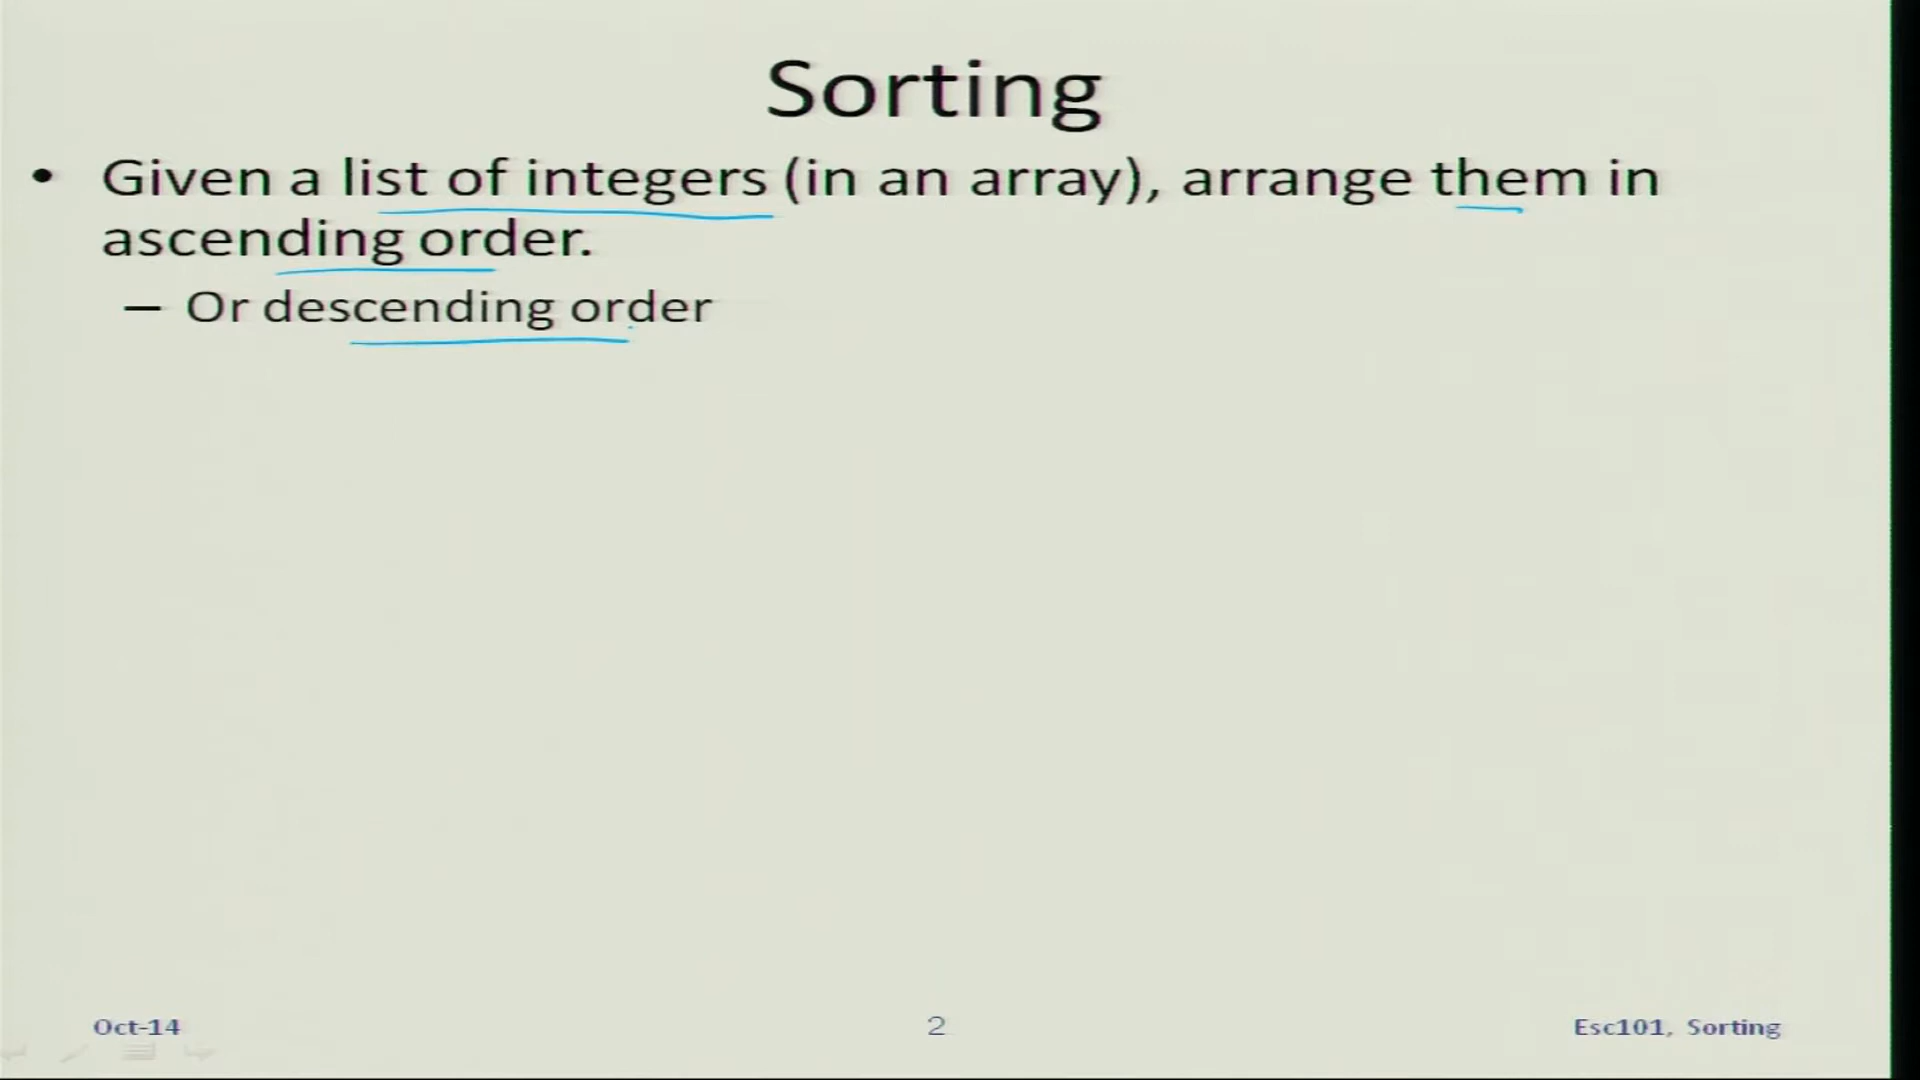 Sorting
• Given a list of integers (in an array), arrange them in
ascending order.
– Or descending order
Oct-14
2
Esc101, Sorting